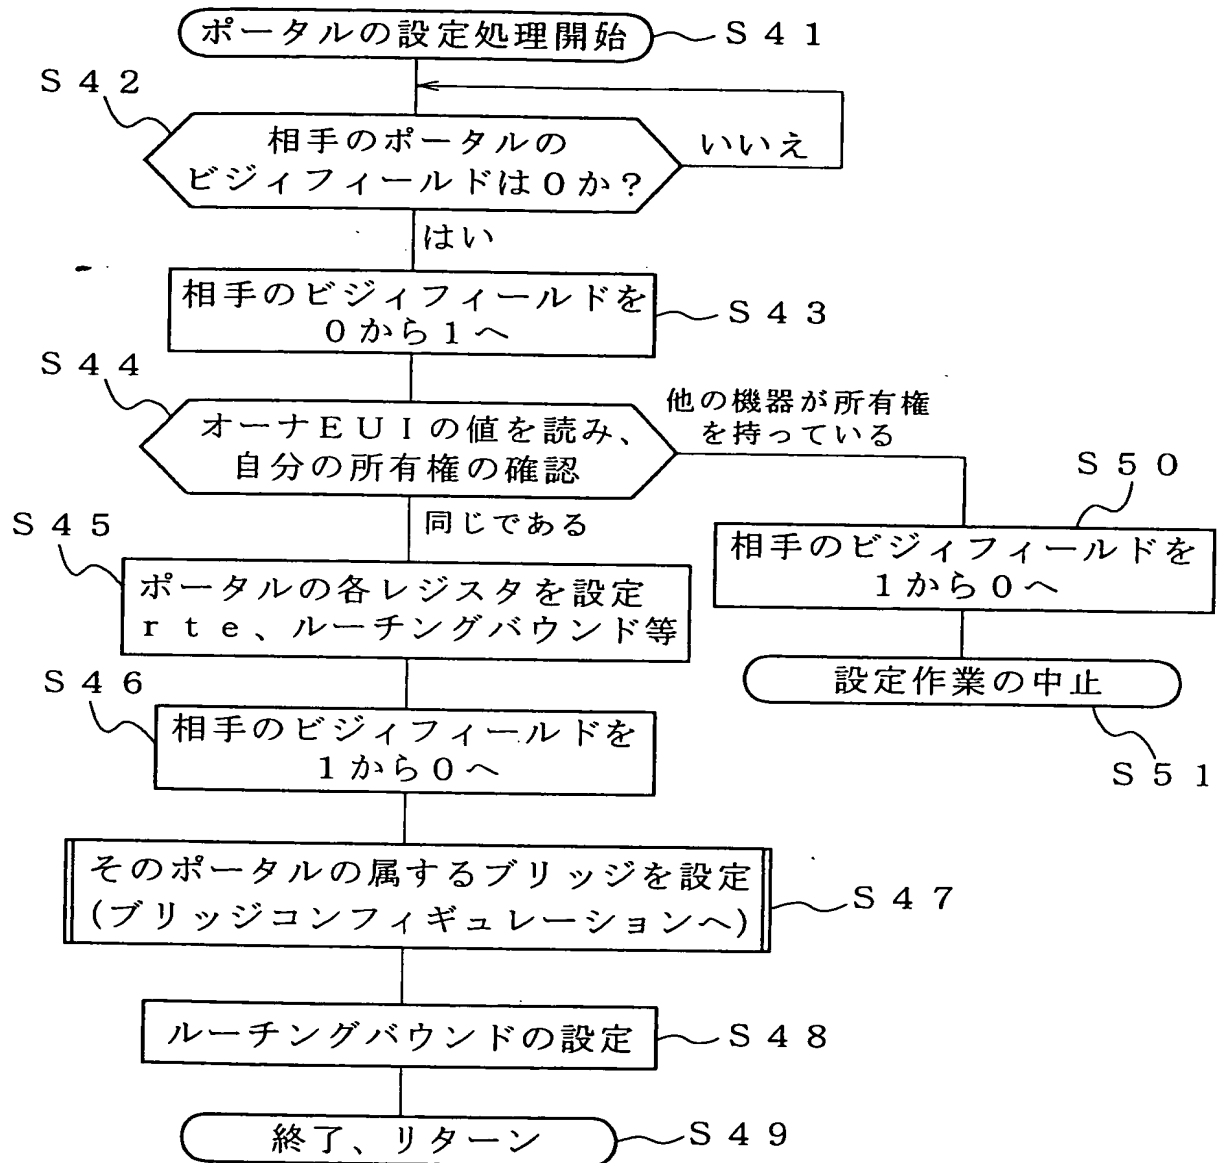 ポータルの設定処理開始
S41
S42
相手のポータルの
ビジィフィールドは0か?
いいえ
はい
相手のビジィフィールドを
0から1へ
S43
S44
オーナEUIの値を読み、
自分の所有権の確認
他の機器が所有権
を持っている
同じである
S45
ポータルの各レジスタを設定
rte、ルーチングバウンド等
S50
相手のビジィフィールドを
1から0へ
設定作業の中止
S51
S46
相手のビジィフィールドを
1から0へ
そのポータルの属するブリッジを設定
(ブリッジコンフィギュレーションへ)
S47
ルーチングバウンドの設定
S48
終了、リターン
S49